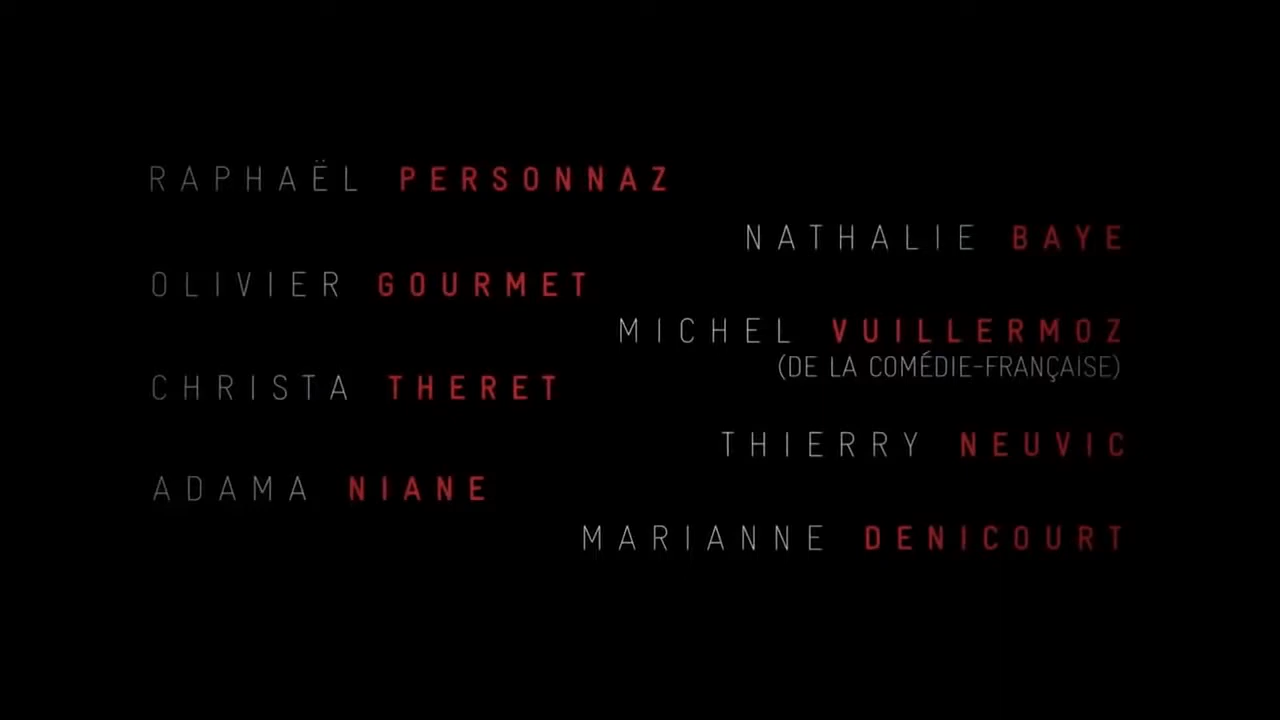 RAPHAËL PERSONNAZ
NATHALIE BAYE
OLIVIER GOURMET
MICHEL VUILLERMOZ
(DE LA COMÉDIE-FRANÇAISE)
CHRISTA THERET
THIERRY NEUVIC
ADAMA NIANE
MARIANNE DENICOURT